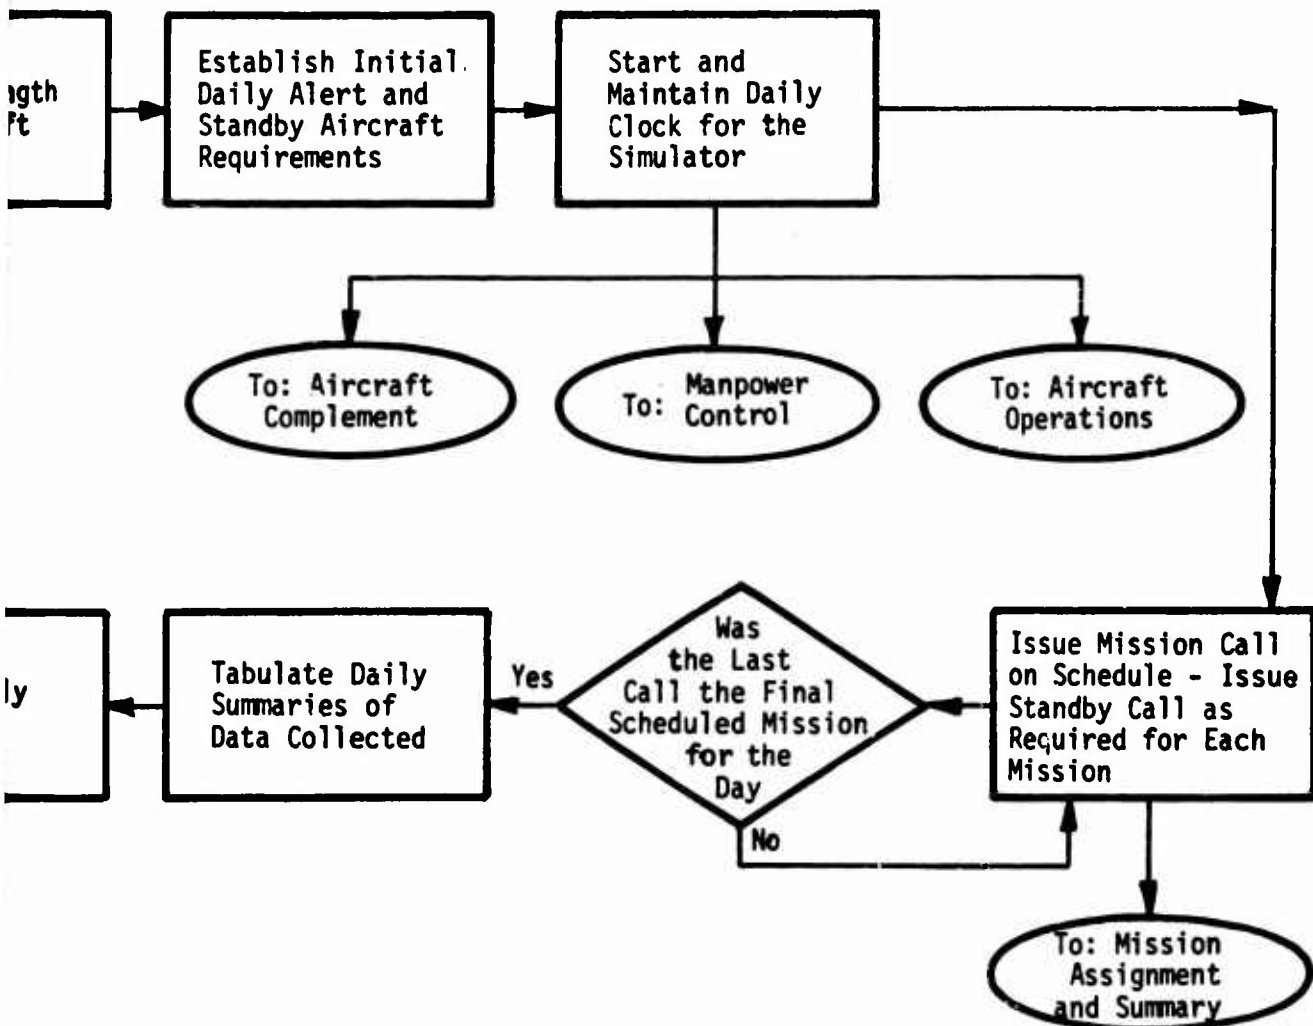 Establish Initial
Daily Alert and
Standby Aircraft
Requirements
Start and
Maintain Daily
Clock for the
Simulator
To: Aircraft
Complement
To: Manpower
Control
To: Aircraft
Operations
Tabulate Daily
Summaries of
Data Collected
Yes
Was
the Last
Call the Final
Scheduled Mission
for the
Day
No
Issue Mission Call
on Schedule - Issue
Standby Call as
Required for Each
Mission
To: Mission
Assignment
and Summary